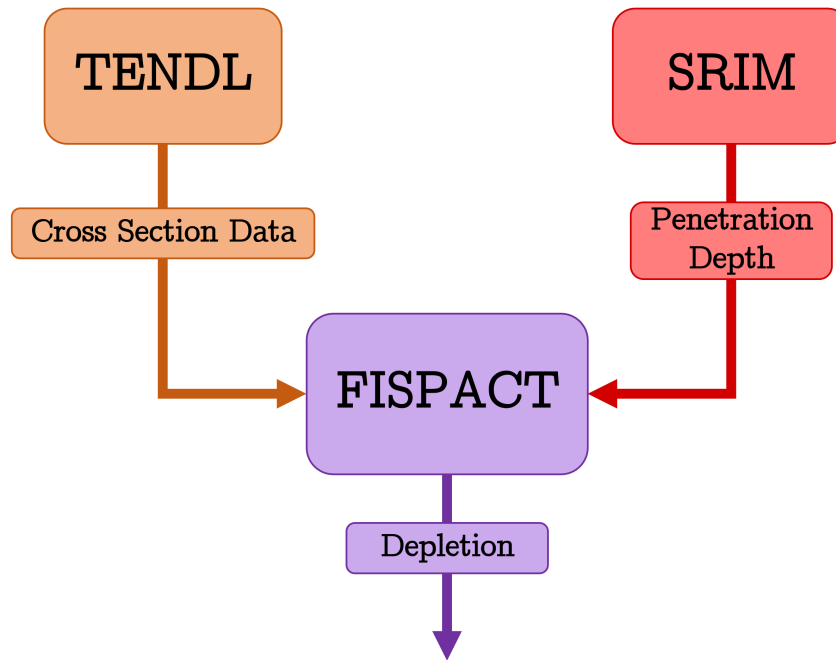 TENDL
SRIM
Cross Section Data
Penetration
Depth
FISPACT
Depletion